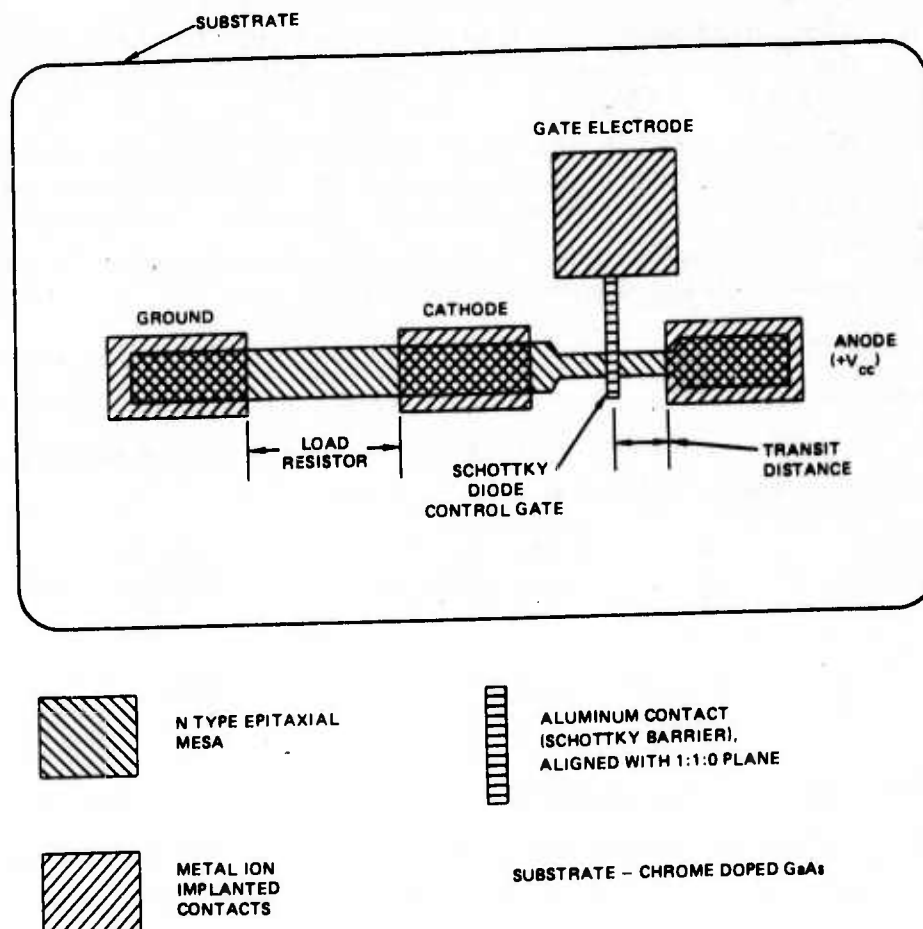 SUBSTRATE
GATE ELECTRODE
GROUND
CATHODE
ANODE
(+Vcc)
LOAD
RESISTOR
SCHOTTKY
DIODE
CONTROL GATE
TRANSIT
DISTANCE
N TYPE EPITAXIAL
MESA
ALUMINUM CONTACT
(SCHOTTKY BARRIER),
ALIGNED WITH 1:1:0 PLANE
METAL ION
IMPLANTED
CONTACTS
SUBSTRATE – CHROME DOPED GaAs